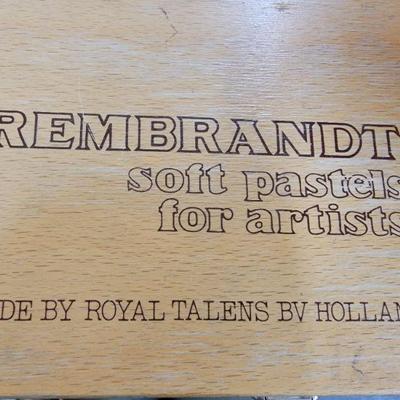 REMBRANDT
soft pastels
for artists
DE BY ROYAL TALENS BV HOLLAN